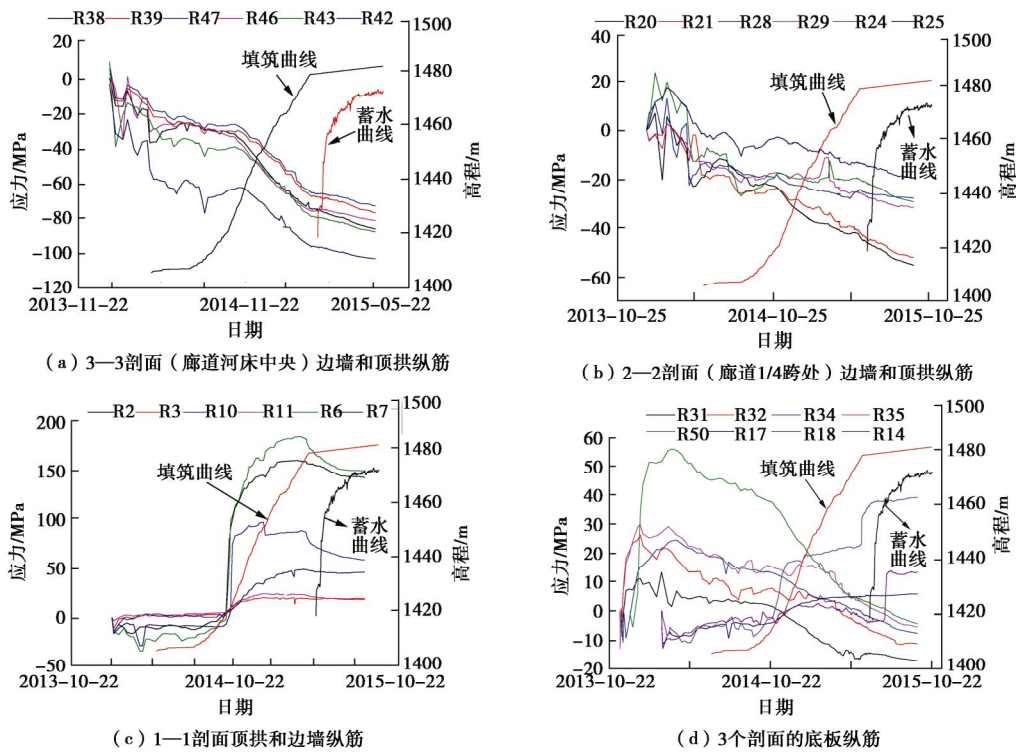 R38 R39 R47 R46 R43 R42
20
0
-20
-40
-60
-80
-100
-120
应力/MPa
1500
1480
1460
1440
1420
1400
高程/m
填筑曲线
蓄水
曲线
2013-11-22 2014-11-22 2015-05-22
日期
(a) 3—3剖面(廊道河床中央)边墙和顶拱纵筋
R20 R21 R28 R29 R24 R25
40
20
0
-20
-40
-60
应力/MPa
1500
1480
1460
1440
1420
1400
高程/m
填筑曲线
蓄水
曲线
2013-10-25 2014-10-25 2015-10-25
日期
(b) 2—2剖面(廊道1/4跨处)边墙和顶拱纵筋
R2 R3 R10 R11 R6 R7
200
150
100
50
0
-50
应力/MPa
1500
1480
1460
1440
1420
1400
高程/m
填筑曲线
蓄水
曲线
2013-10-22 2014-10-22 2015-10-22
日期
(c) 1—1剖面顶拱和边墙纵筋
R31 R32 R34 R35
R50 R17 R18 R14
60
50
40
30
20
10
0
-10
-20
应力/MPa
1500
1480
1460
1440
1420
1400
高程/m
填筑曲线
蓄水
曲线
2013-10-22 2014-10-22 2015-10-22
日期
(d) 3个剖面的底板纵筋